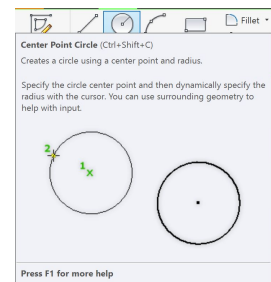 Fillet
Center Point Circle (Ctrl+Shift+C)
Creates a circle using a center point and radius.
Specify the circle center point and then dynamically specify the
radius with the cursor. You can use surrounding geometry to
help with input.
2
1
Press F1 for more help